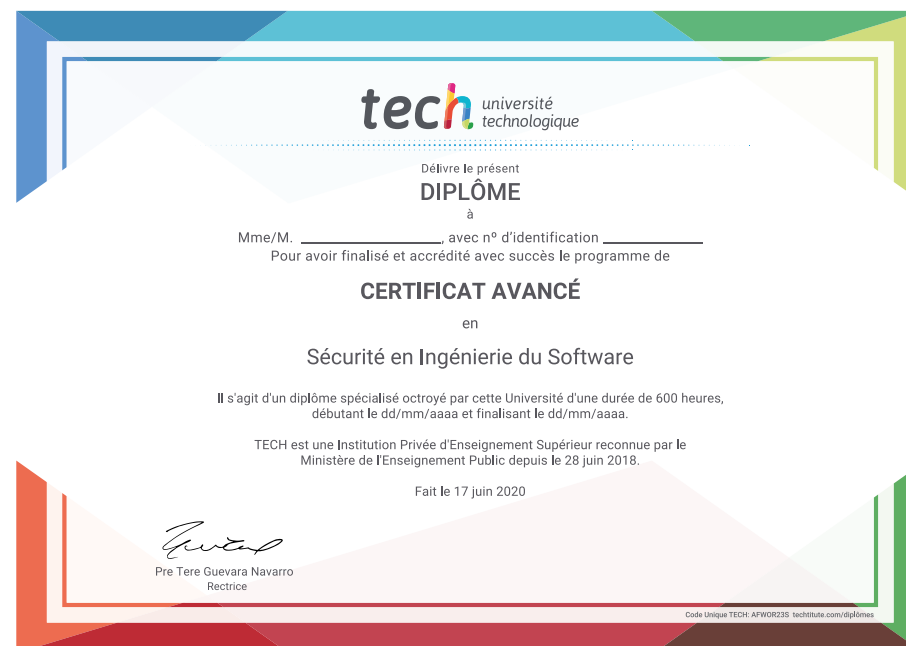 tech université
technologique
Délivre le présent
DIPLÔME
à
Mme/M. ____________________, avec nº d'identification ______________
Pour avoir finalisé et accrédité avec succès le programme de
CERTIFICAT AVANCÉ
en
Sécurité en Ingénierie du Software
Il s'agit d'un diplôme spécialisé octroyé par cette Université d'une durée de 600 heures,
débutant le dd/mm/aaaa et finalisant le dd/mm/aaaa.
TECH est une Institution Privée d'Enseignement Supérieur reconnue par le
Ministère de l'Enseignement Public depuis le 28 juin 2018.
Fait le 17 juin 2020
Pre Tere Guevara Navarro
Rectrice
Code Unique TECH: AFWOR23S techtitute.com/diplômes